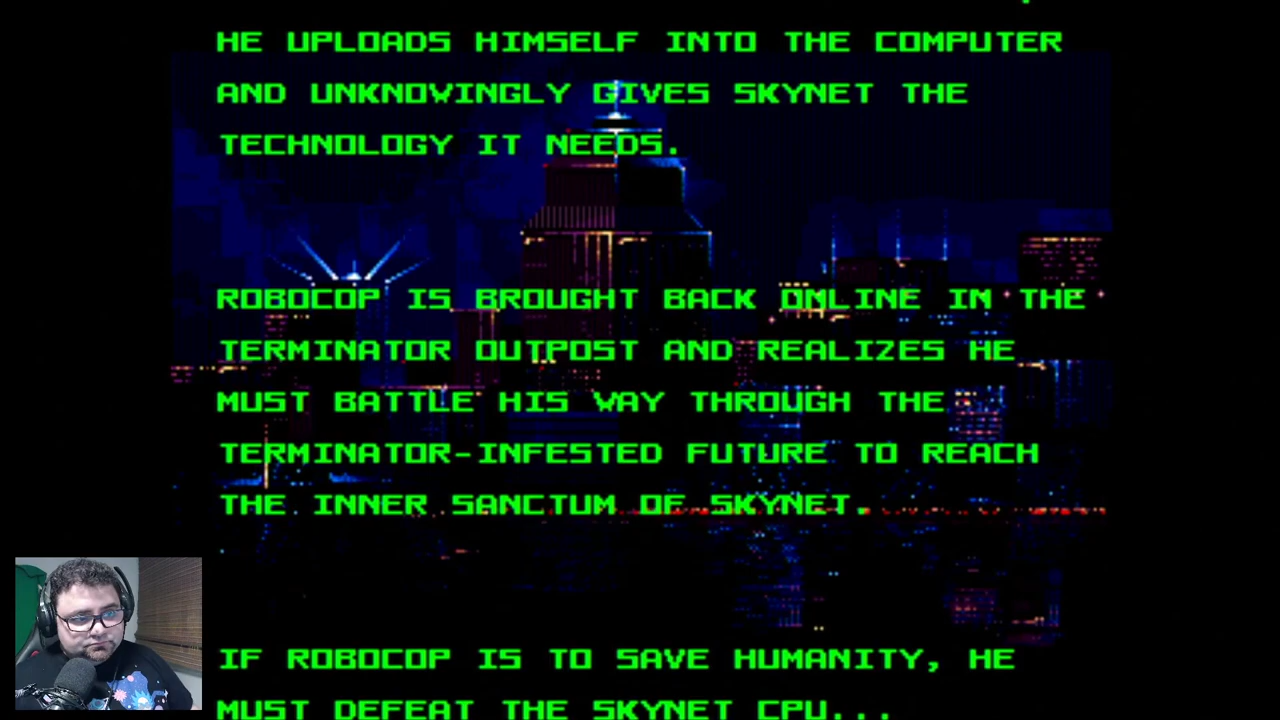 HE UPLOADS HIMSELF INTO THE COMPUTER
AND UNKNOWINGLY GIVES SKYNET THE
TECHNOLOGY IT NEEDS.
ROBOCOP IS BROUGHT BACK ONLINE IN THE
TERMINATOR OUTPOST AND REALIZES HE
MUST BATTLE HIS WAY THROUGH THE
TERMINATOR-INFESTED FUTURE TO REACH
THE INNER SANCTUM OF SKYNET.
IF ROBOCOP IS TO SAVE HUMANITY, HE
MUST DEFEAT THE SKYNET CPU...